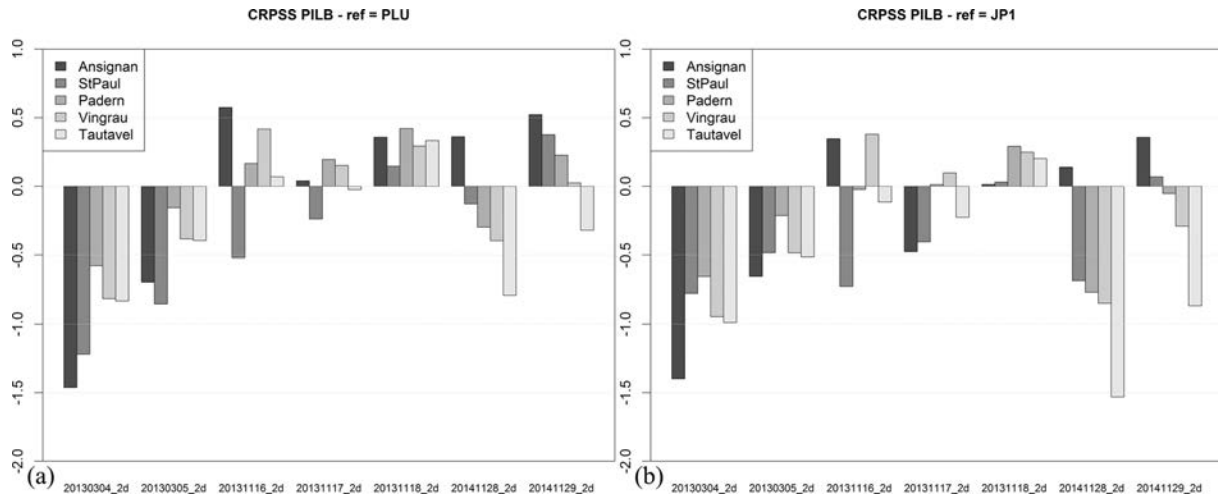 CRPSS PILB - ref = PLU
1.0
0.5
0.0
-0.5
-1.0
-1.5
-2.0
Ansignan
StPaul
Padern
Vingrau
Tautavel
(a)
20130304_2d 20130305_2d 20131116_2d 20131117_2d 20131118_2d 20141128_2d 20141129_2d
CRPSS PILB - ref = JP1
1.0
0.5
0.0
-0.5
-1.0
-1.5
-2.0
Ansignan
StPaul
Padern
Vingrau
Tautavel
(b)
20130304_2d 20130305_2d 20131116_2d 20131117_2d 20131118_2d 20141128_2d 20141129_2d